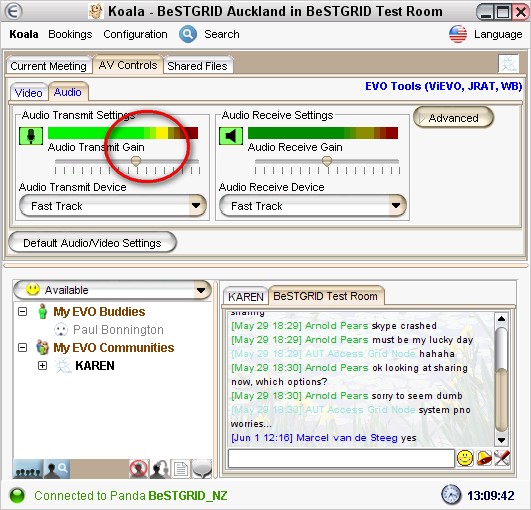 Koala - BeSTGRID Auckland in BeSTGRID Test Room
Koala Bookings Configuration Search Language
Current Meeting AV Controls Shared Files
Video Audio EVO Tools (ViEVO, JRAT, WB)
Audio Transmit Settings Audio Receive Settings Advanced
Audio Transmit Gain Audio Receive Gain
Audio Transmit Device Audio Receive Device
Fast Track Fast Track
Default Audio/Video Settings
Available
My EVO Buddies
Paul Bonnington
My EVO Communities
KAREN
KAREN BeSTGRID Test Room
sharing
[May 29 18:29] Arnold Pears skype crashed
[May 29 18:29] Arnold Pears must be my lucky day
[May 29 18:29] AUT Access Grid Node hahaha
[May 29 18:30] Arnold Pears ok looking at sharing
now, which options?
[May 29 18:30] Arnold Pears sorry to seem dumb
[May 29 18:30] AUT Access Grid Node system pno
worries...
[Jun 1 12:16] Marcel van de Steeg yes
Connected to Panda BeSTGRID_NZ 13:09:42